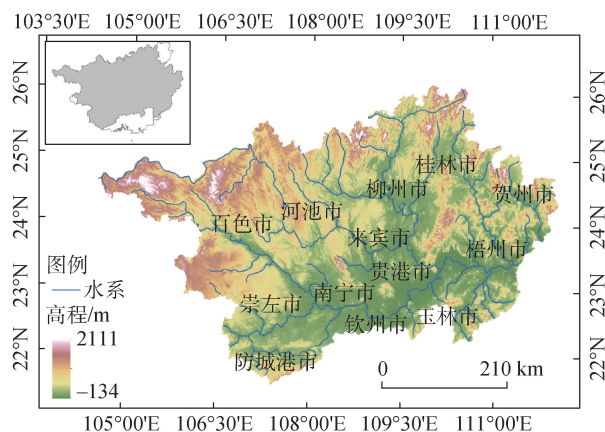 103°30'E 105°00'E 106°30'E 108°00'E 109°30'E 111°00'E
26°N
25°N
24°N
23°N
22°N
26°N
25°N
24°N
23°N
22°N
桂林市
柳州市
贺州市
河池市
百色市
来宾市
梧州市
贵港市
南宁市
崇左市
玉林市
钦州市
防城港市
图例
水系
高程/m
2111
−134
0 210 km
105°00'E 106°30'E 108°00'E 109°30'E 111°00'E